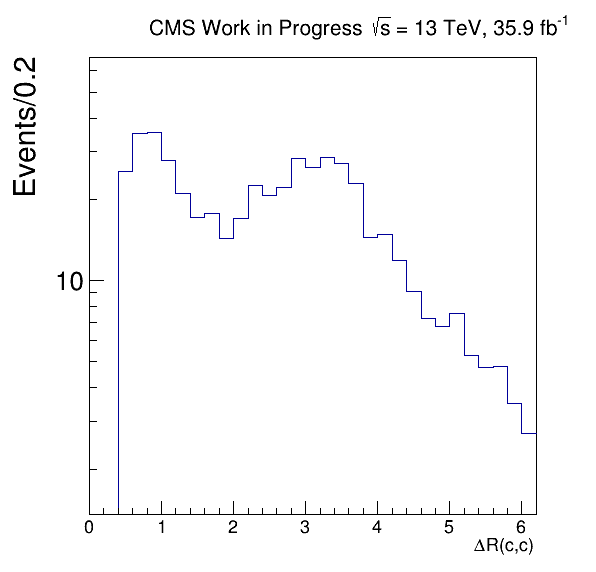 CMS Work in Progress √s = 13 TeV, 35.9 fb⁻¹
Events/0.2
10
0 1 2 3 4 5 6
ΔR(c,c)